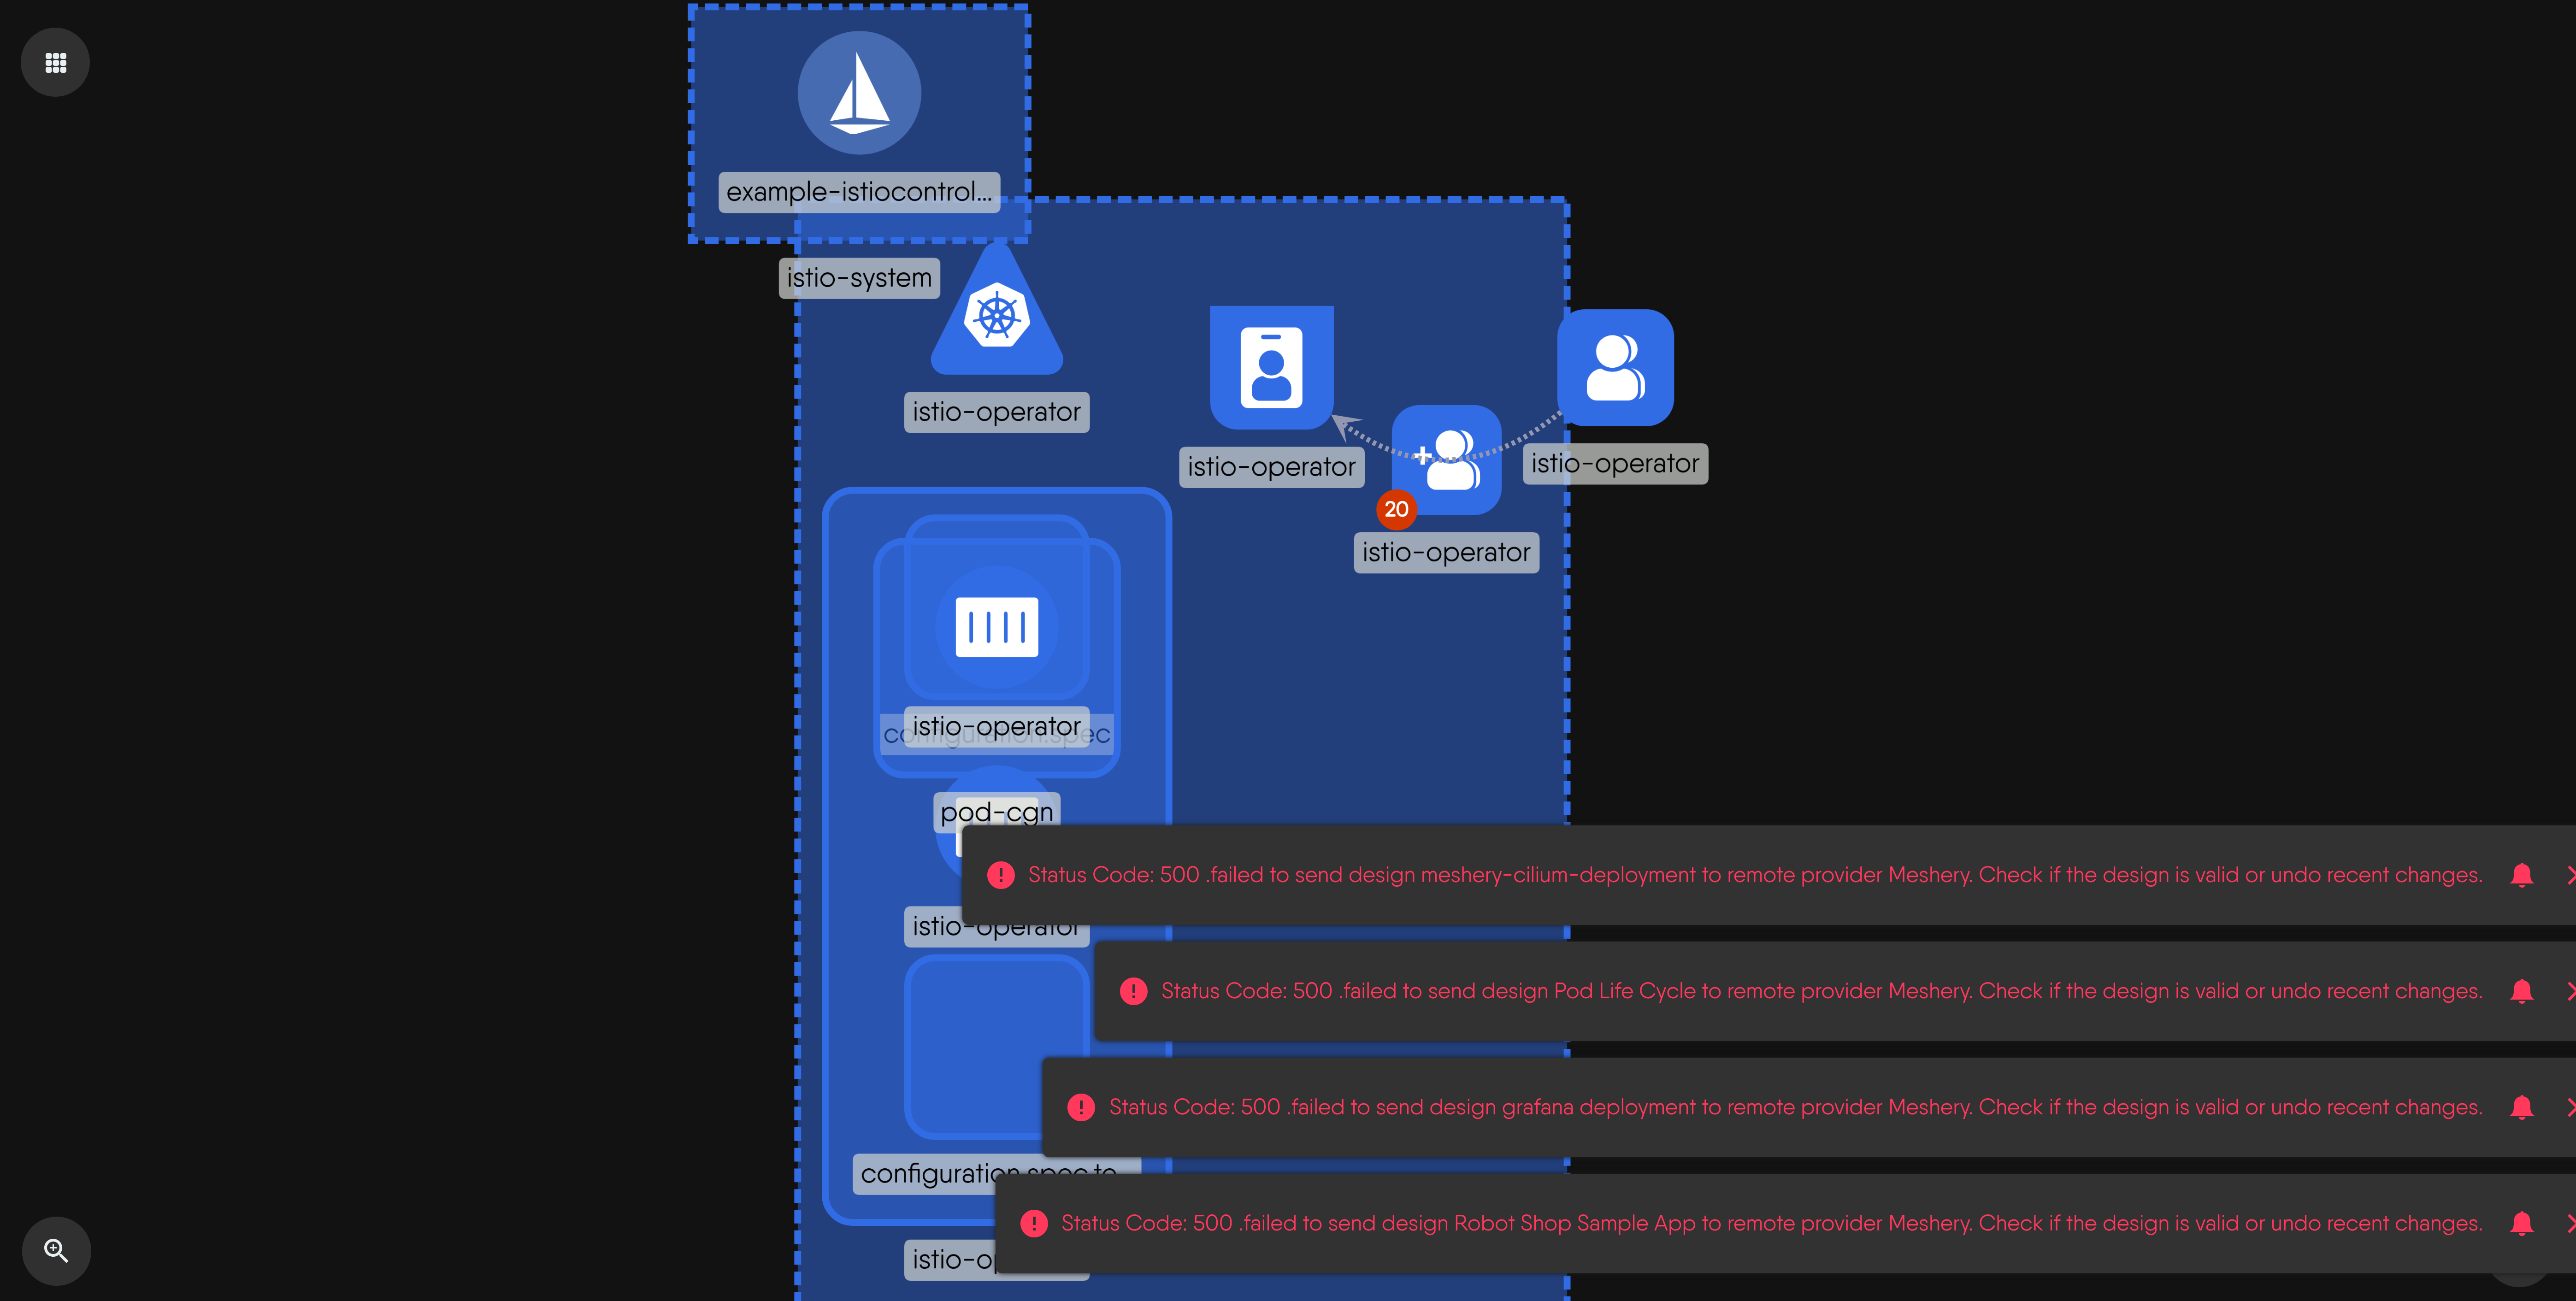 example-istiocontrol...
istio-system
istio-operator
istio-operator
istio-operator
20
istio-operator
istio-operator
configuration.spec
pod-cgn
Status Code: 500 .failed to send design meshery-cilium-deployment to remote provider Meshery. Check if the design is valid or undo recent changes.
istio-operator
Status Code: 500 .failed to send design Pod Life Cycle to remote provider Meshery. Check if the design is valid or undo recent changes.
Status Code: 500 .failed to send design grafana deployment to remote provider Meshery. Check if the design is valid or undo recent changes.
configuration.spec.te...
Status Code: 500 .failed to send design Robot Shop Sample App to remote provider Meshery. Check if the design is valid or undo recent changes.
istio-op